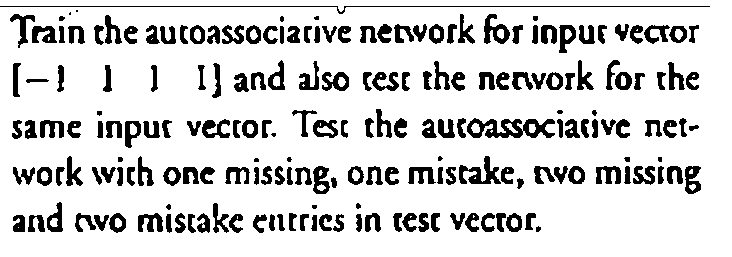 Train the autoassociative network for input vector
[−1 1 1 1] and also test the network for the
same input vector. Test the autoassociative net-
work with one missing, one mistake, two missing
and two mistake entries in test vector.